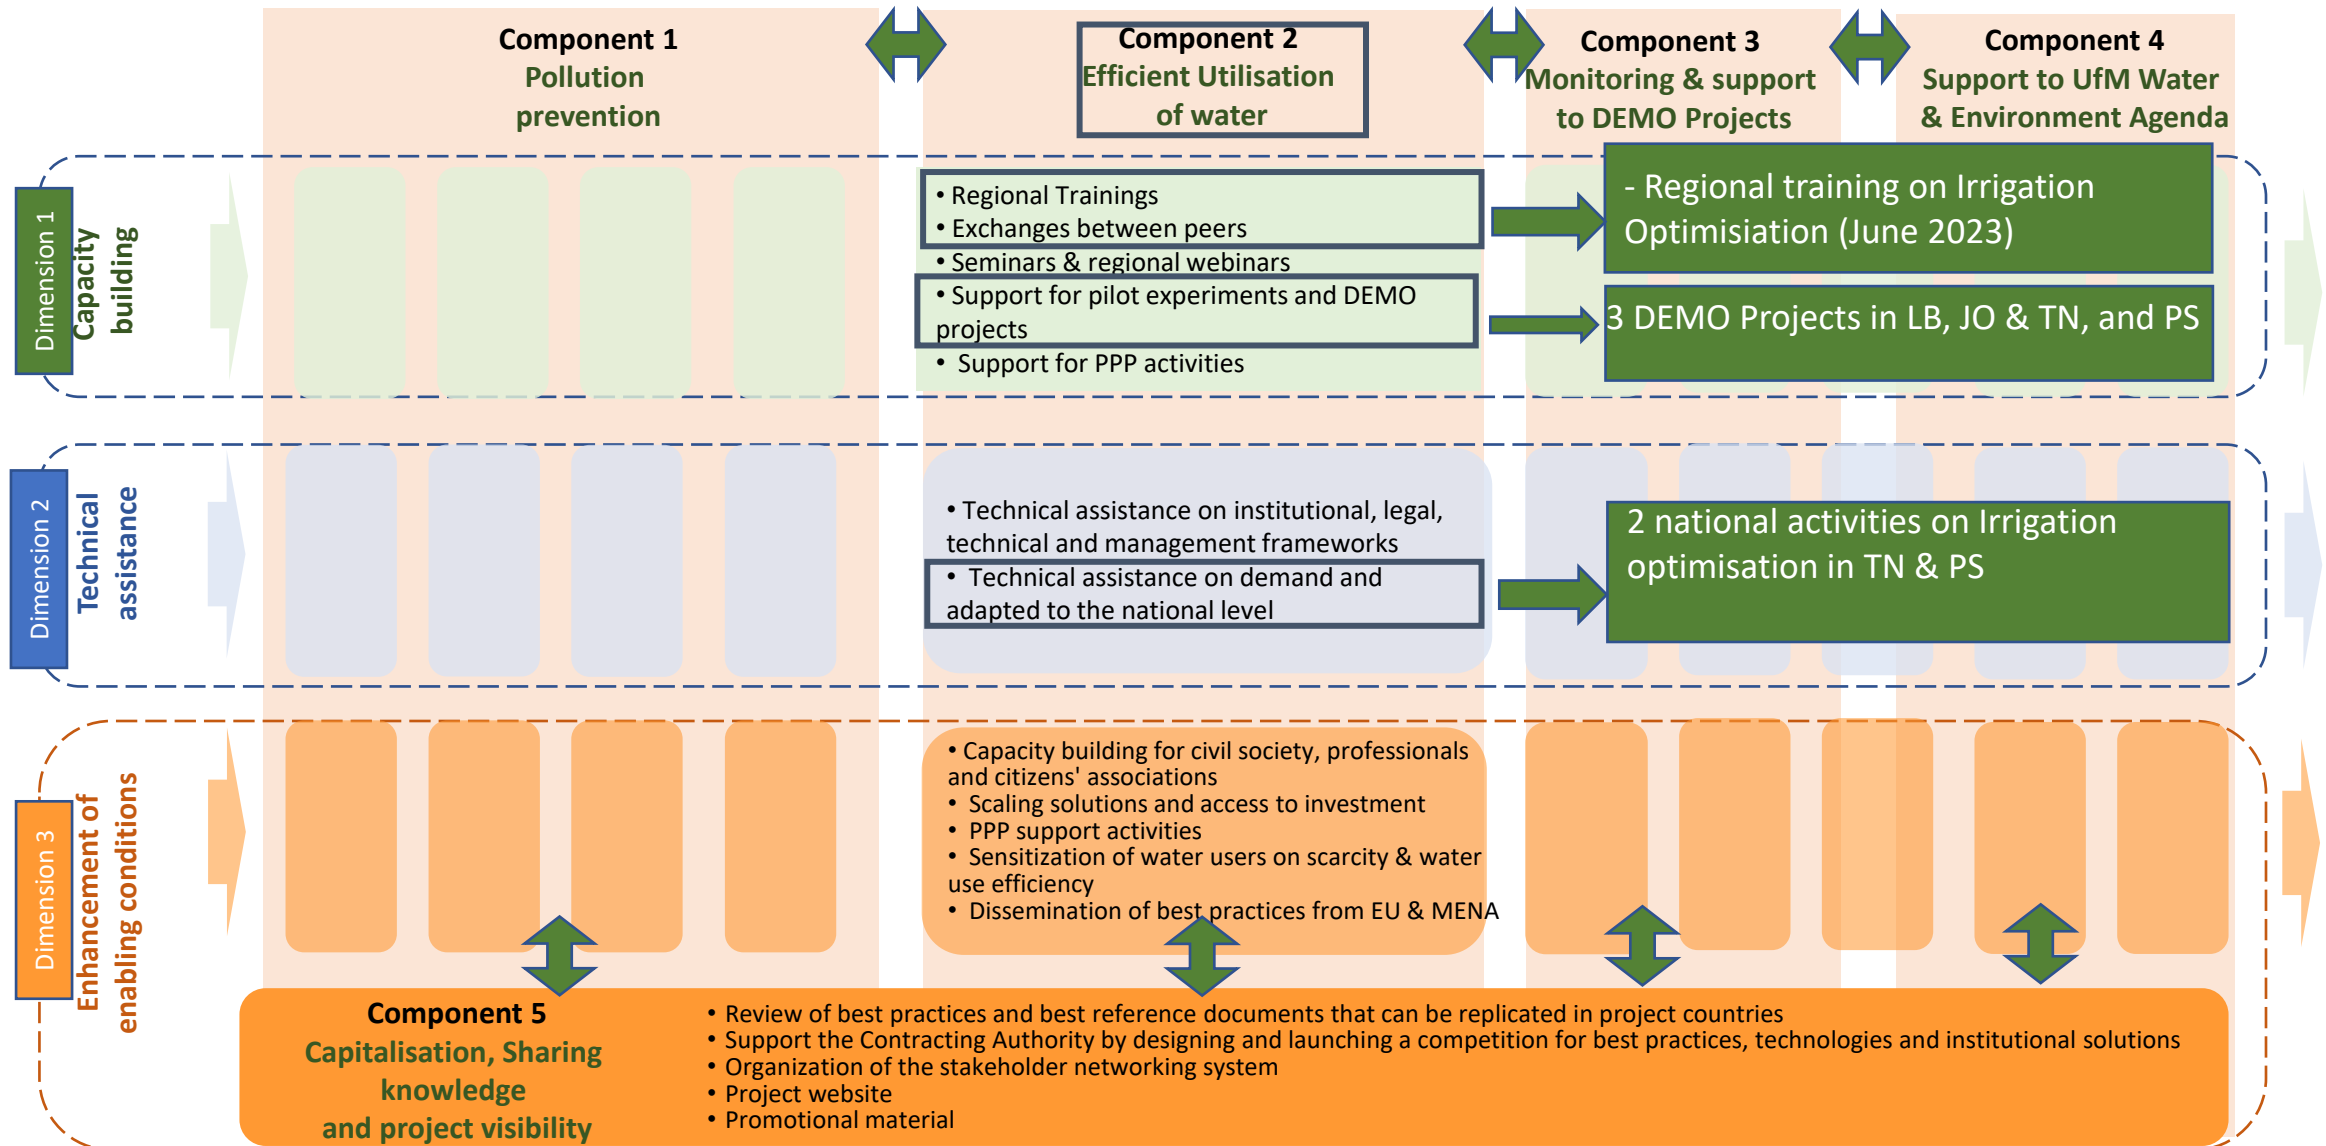 Component 1
Pollution
prevention
Component 2
Efficient Utilisation
of water
Component 3
Monitoring & support
to DEMO Projects
Component 4
Support to UfM Water
& Environment Agenda
Dimension 1
Capacity
building
• Regional Trainings
• Exchanges between peers
• Seminars & regional webinars
• Support for pilot experiments and DEMO
projects
• Support for PPP activities
- Regional training on Irrigation
Optimisiation (June 2023)
3 DEMO Projects in LB, JO & TN, and PS
Dimension 2
Technical
assistance
• Technical assistance on institutional, legal,
technical and management frameworks
• Technical assistance on demand and
adapted to the national level
2 national activities on Irrigation
optimisation in TN & PS
Dimension 3
Enhancement of
enabling conditions
• Capacity building for civil society, professionals
and citizens' associations
• Scaling solutions and access to investment
• PPP support activities
• Sensitization of water users on scarcity & water
use efficiency
• Dissemination of best practices from EU & MENA
Component 5
Capitalisation, Sharing
knowledge
and project visibility
• Review of best practices and best reference documents that can be replicated in project countries
• Support the Contracting Authority by designing and launching a competition for best practices, technologies and institutional solutions
• Organization of the stakeholder networking system
• Project website
• Promotional material